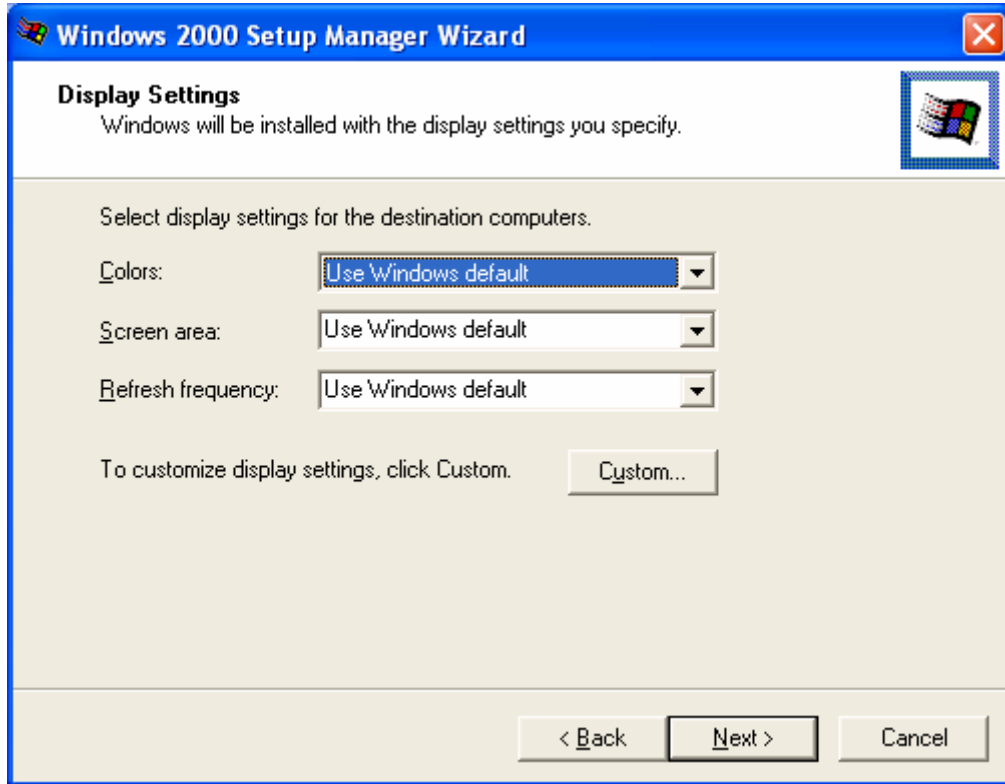 Windows 2000 Setup Manager Wizard
Display Settings
Windows will be installed with the display settings you specify.
Select display settings for the destination computers.
Colors: Use Windows default
Screen area: Use Windows default
Refresh frequency: Use Windows default
To customize display settings, click Custom. Custom...
< Back Next > Cancel